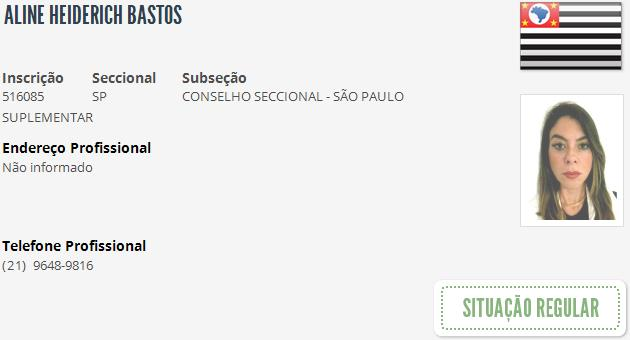 ALINE HEIDERICH BASTOS
Inscrição Seccional Subseção
516085 SP CONSELHO SECCIONAL - SÃO PAULO
SUPLEMENTAR
Endereço Profissional
Não informado
Telefone Profissional
(21) 9648-9816
SITUAÇÃO REGULAR